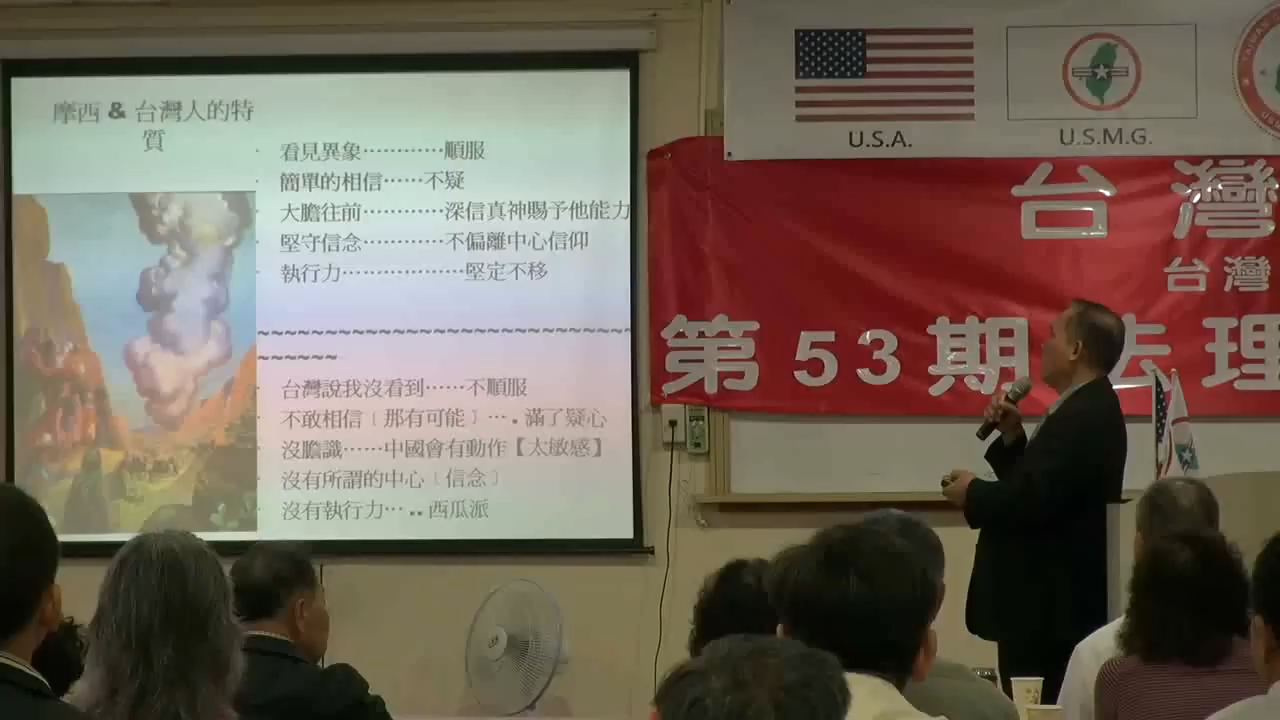 摩西 & 台灣人的特
質
看見異象…………順服
簡單的相信……不疑
大膽往前…………深信真神賜予他能力
堅守信念…………不偏離中心信仰
執行力………………堅定不移
~~~~~~~~~~~~~~~~~~~~~~~~~~~~
~~~~~~
台灣說我沒看到……不順服
不敢相信﹝那有可能﹞….滿了疑心
沒膽識……中國會有動作【太敏感】
沒有所謂的中心﹝信念﹞
沒有執行力…..西瓜派
U.S.A.
U.S.M.G.
台灣
台灣
第53期法理